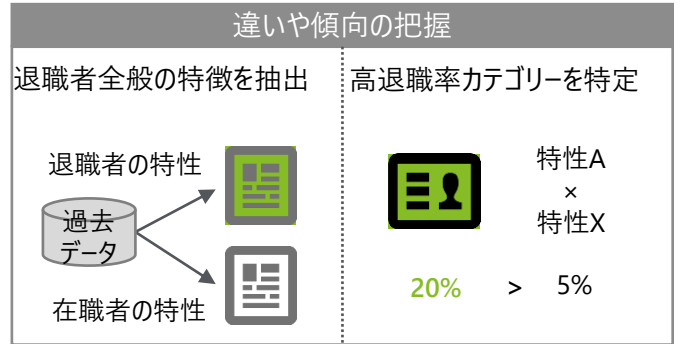 違いや傾向の把握
退職者全般の特徴を抽出
退職者の特性
過去
データ
在職者の特性
高退職率カテゴリーを特定
特性A
×
特性X
20% > 5%